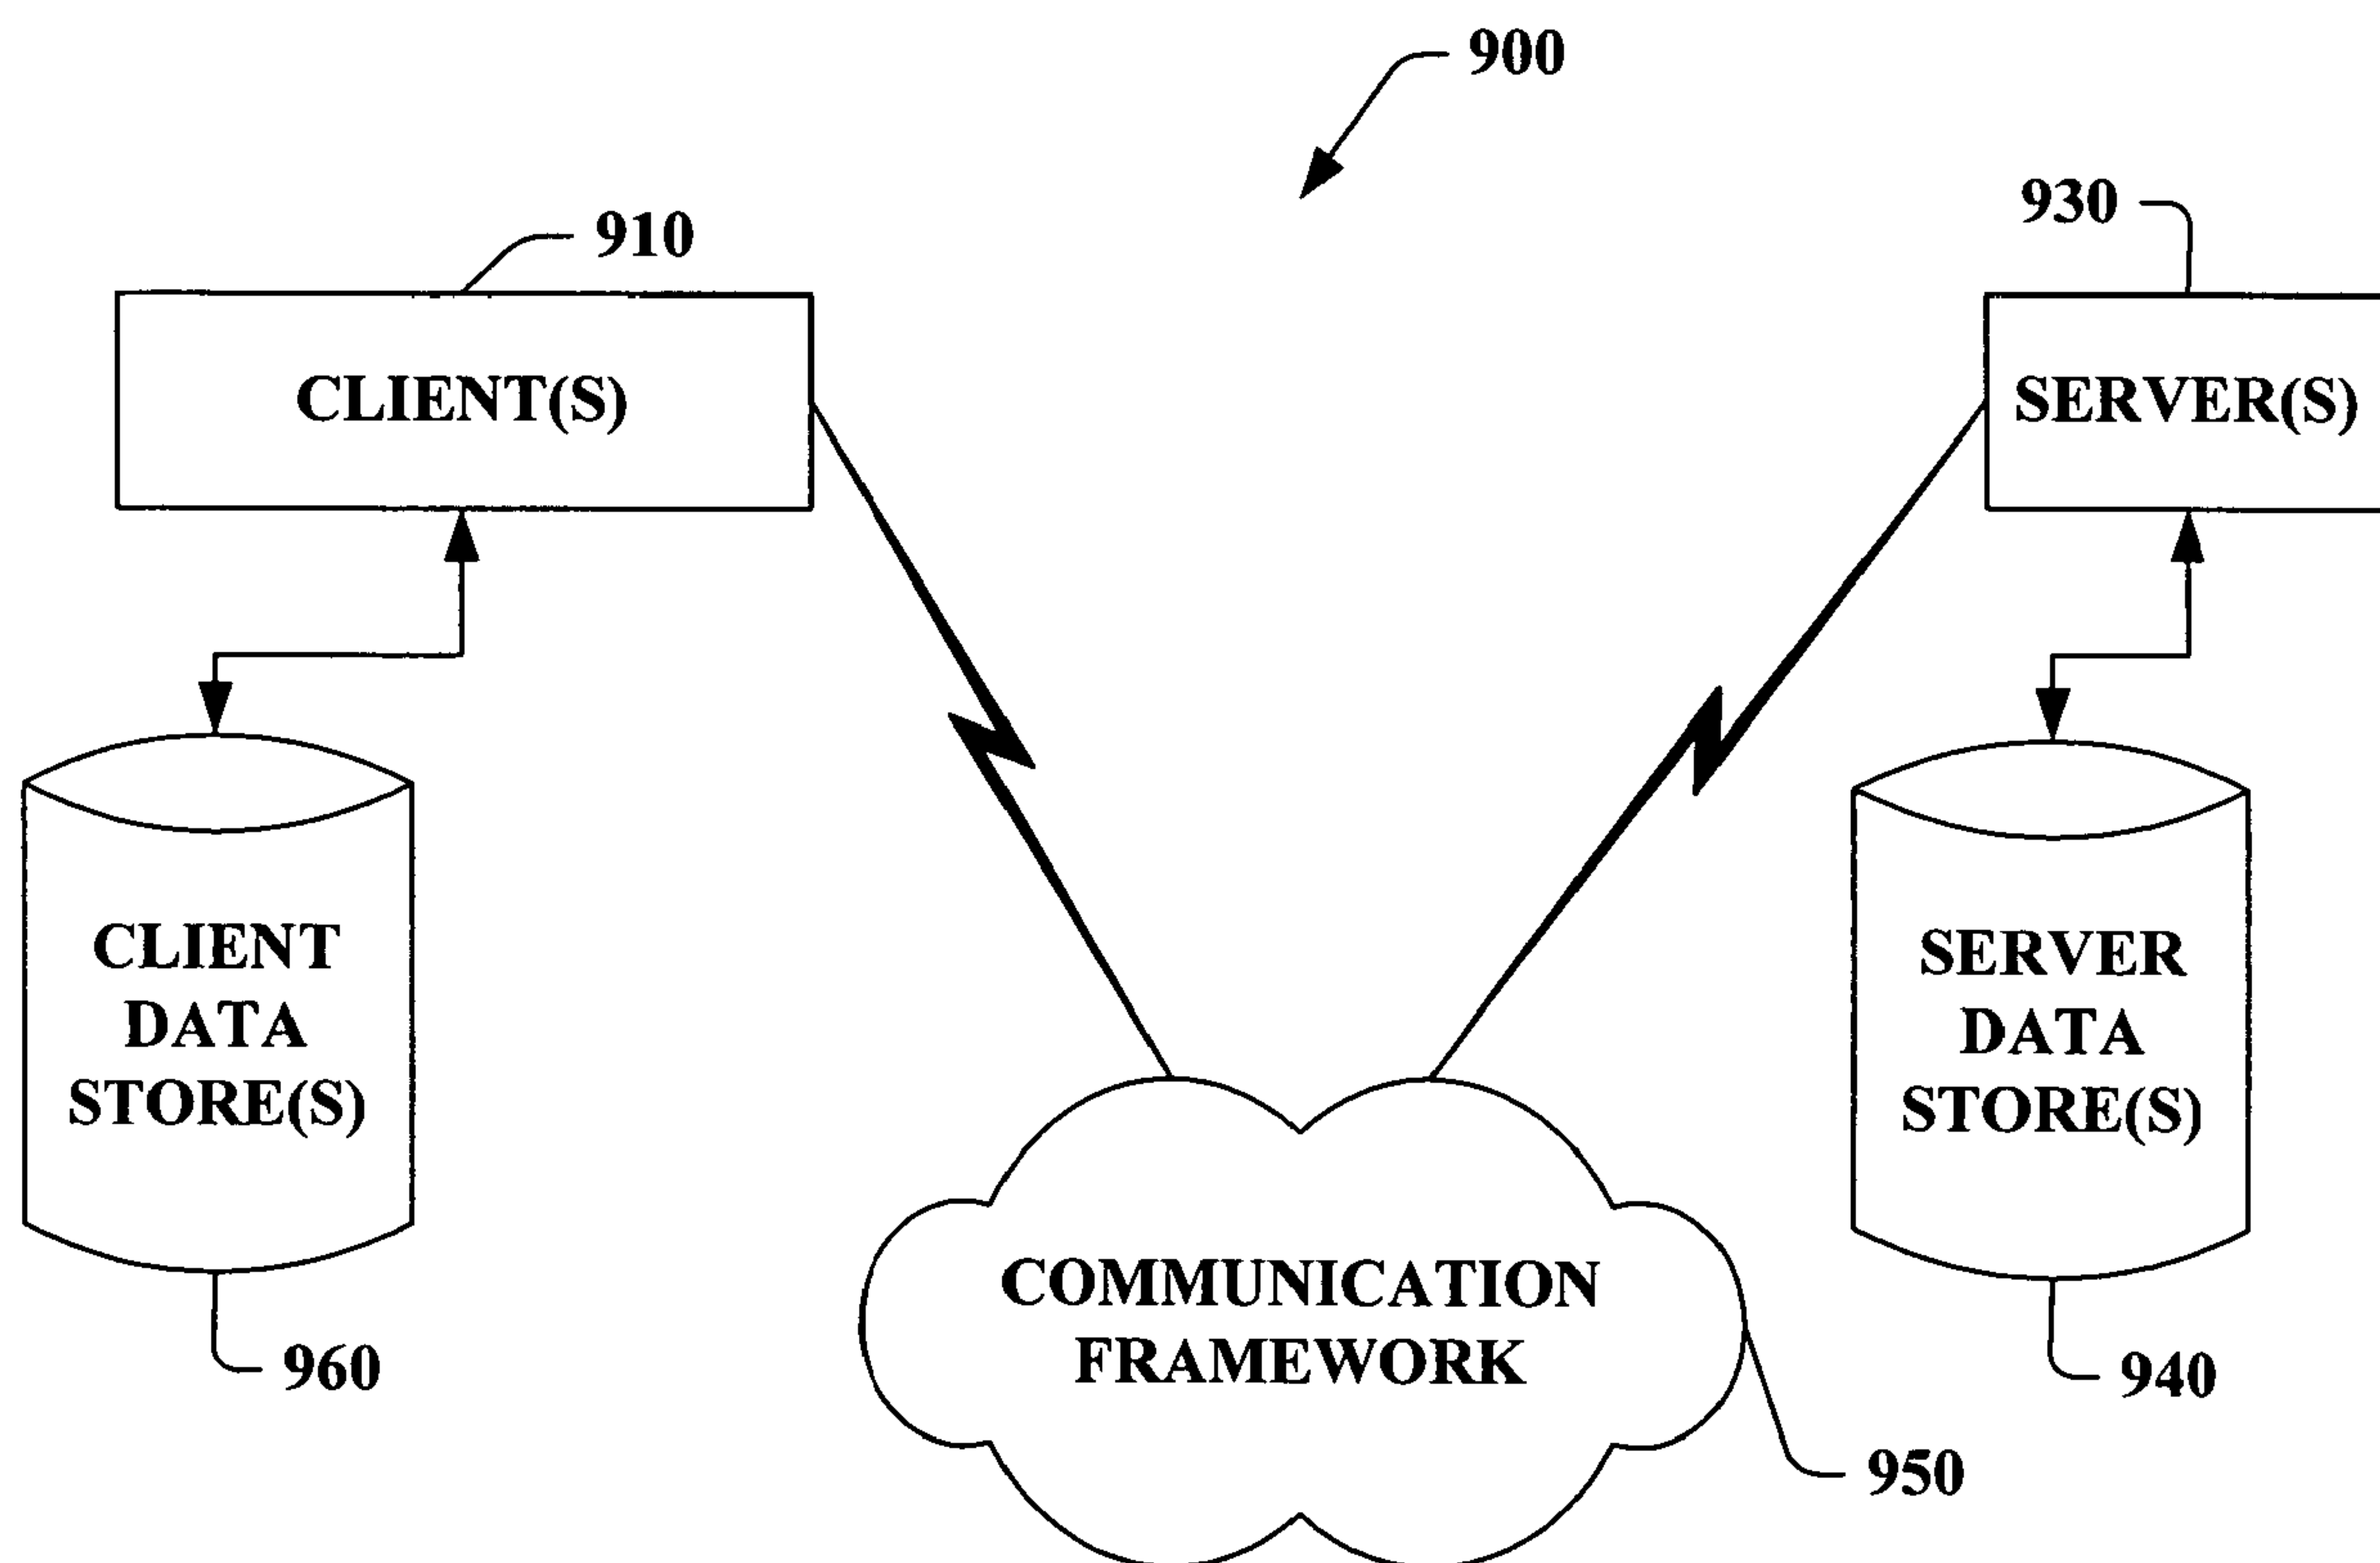 900
910
930
CLIENT(S)
SERVER(S)
CLIENT
DATA
STORE(S)
SERVER
DATA
STORE(S)
COMMUNICATION
FRAMEWORK
960
940
950